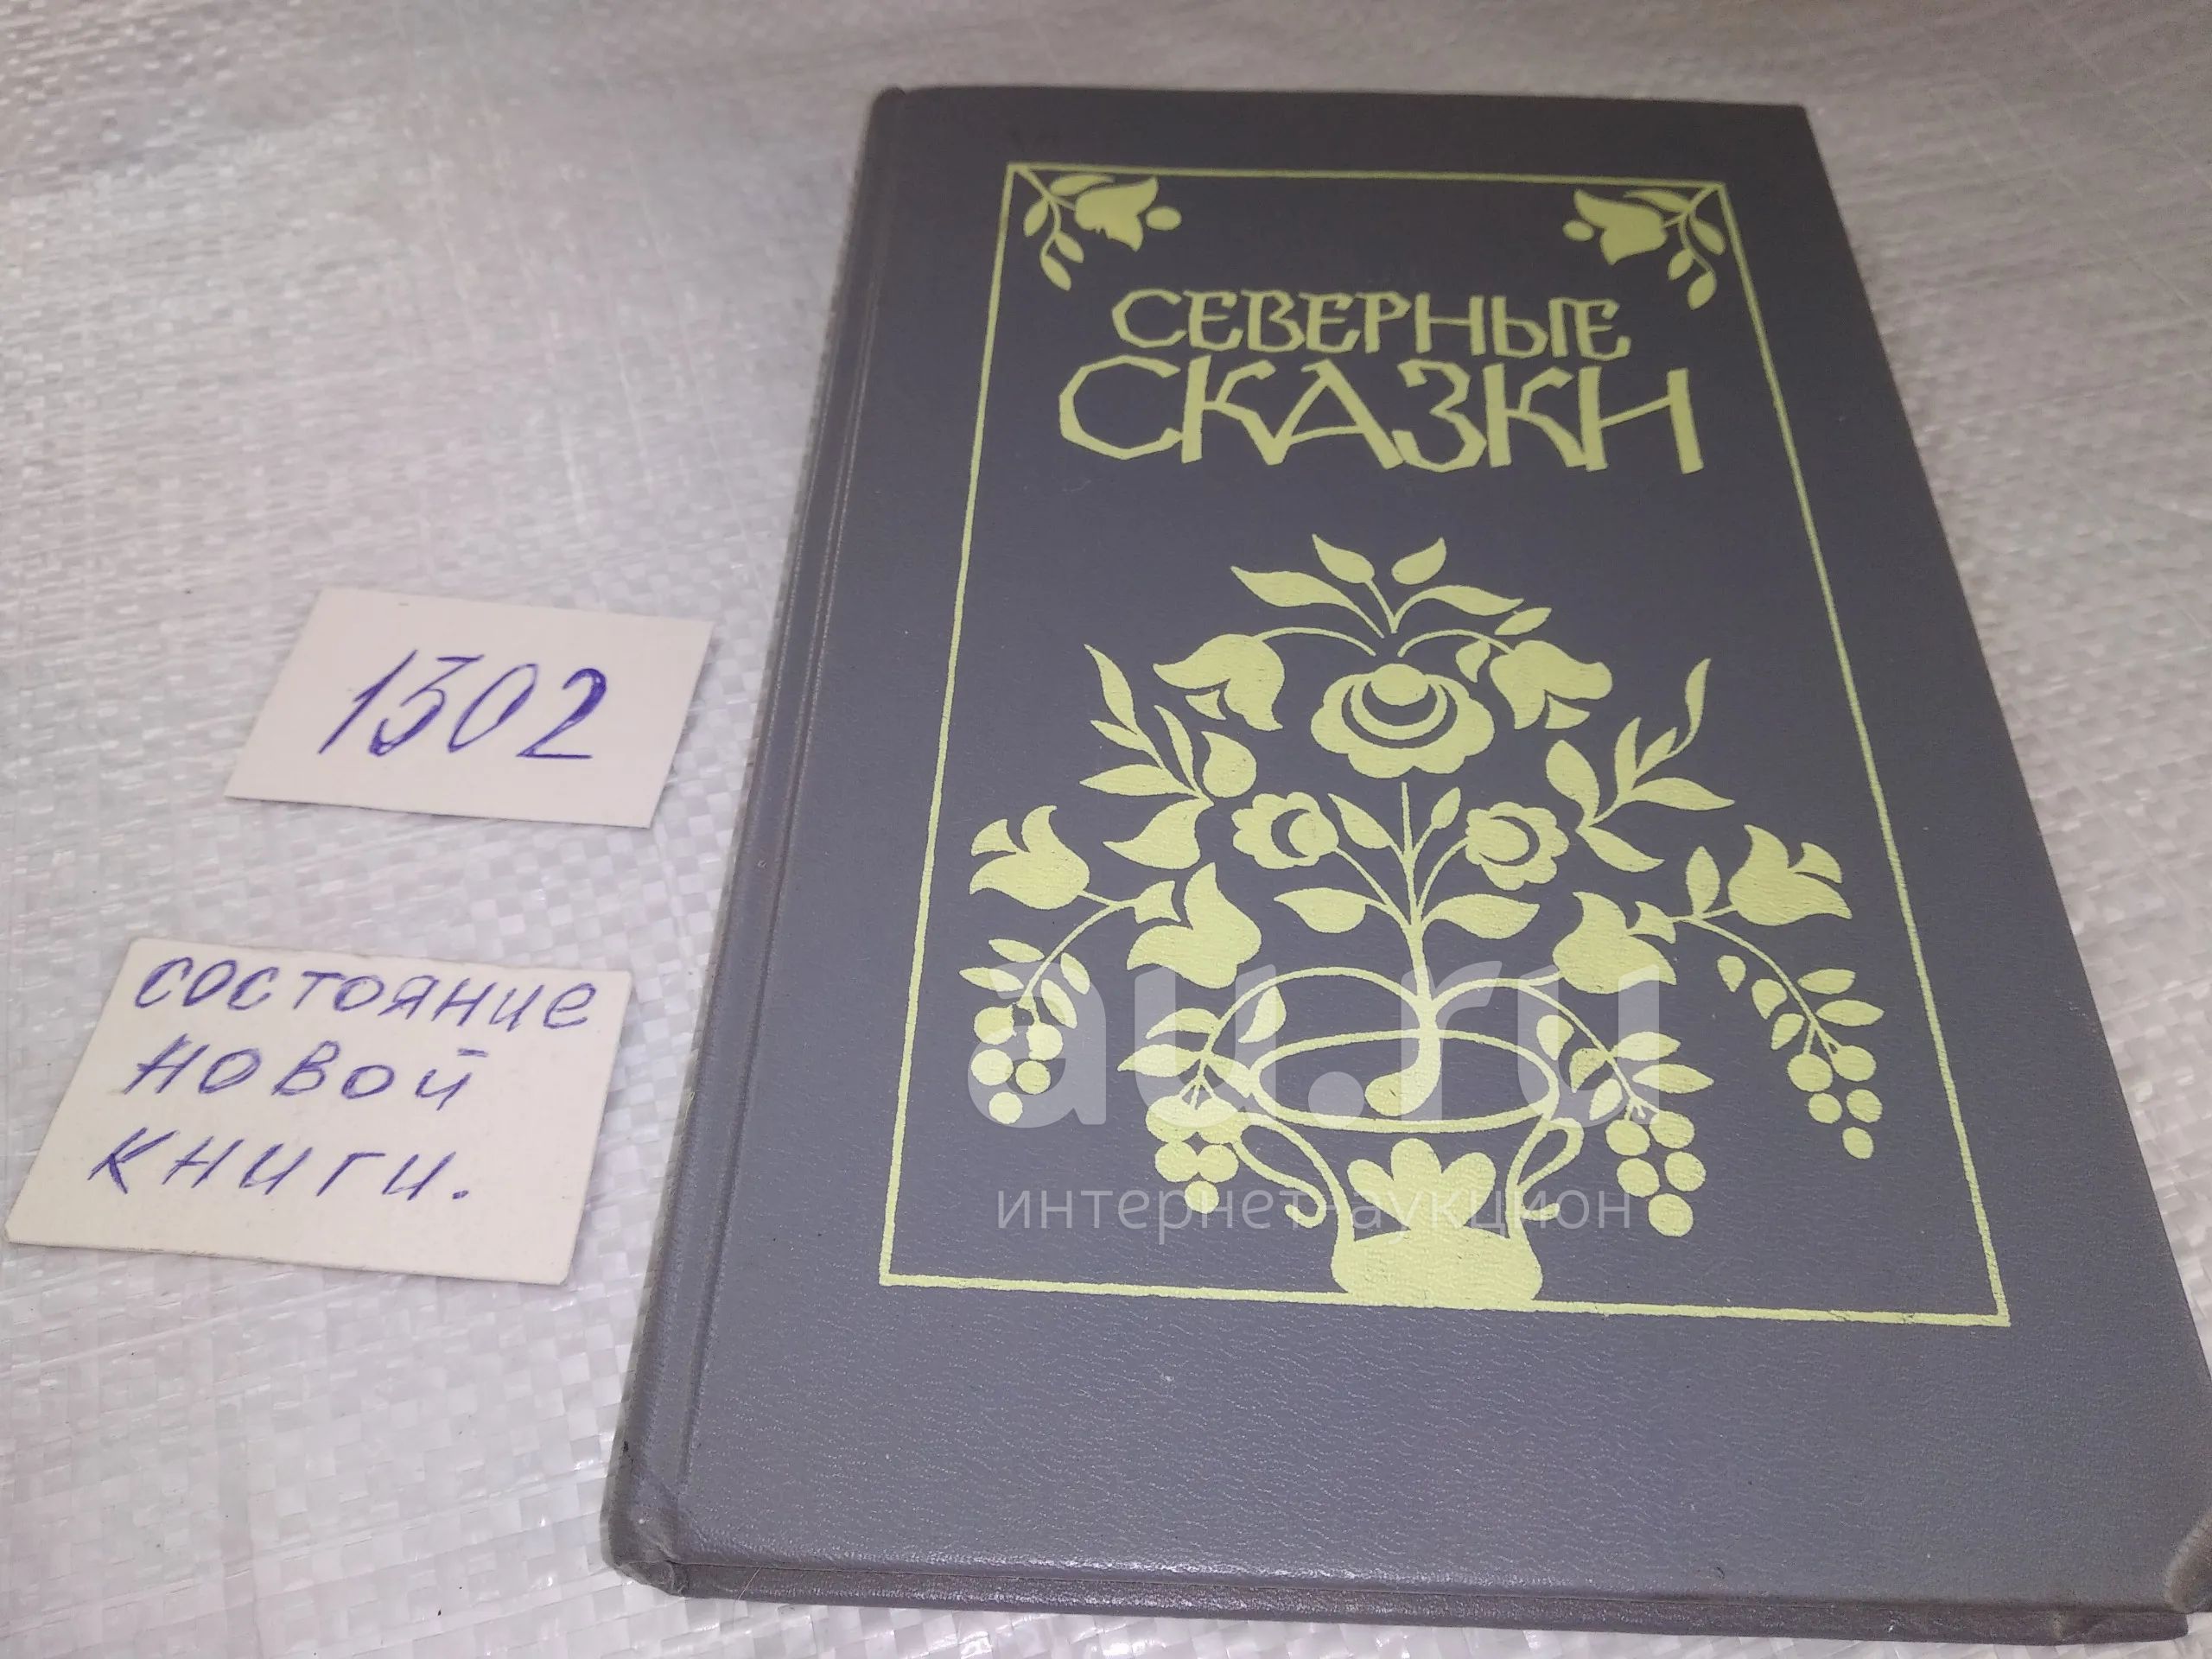 СЕВЕРНЫЕ
СКАЗКИ
1302
состояние
новой
книги.
au.ru
интернет-аукцион